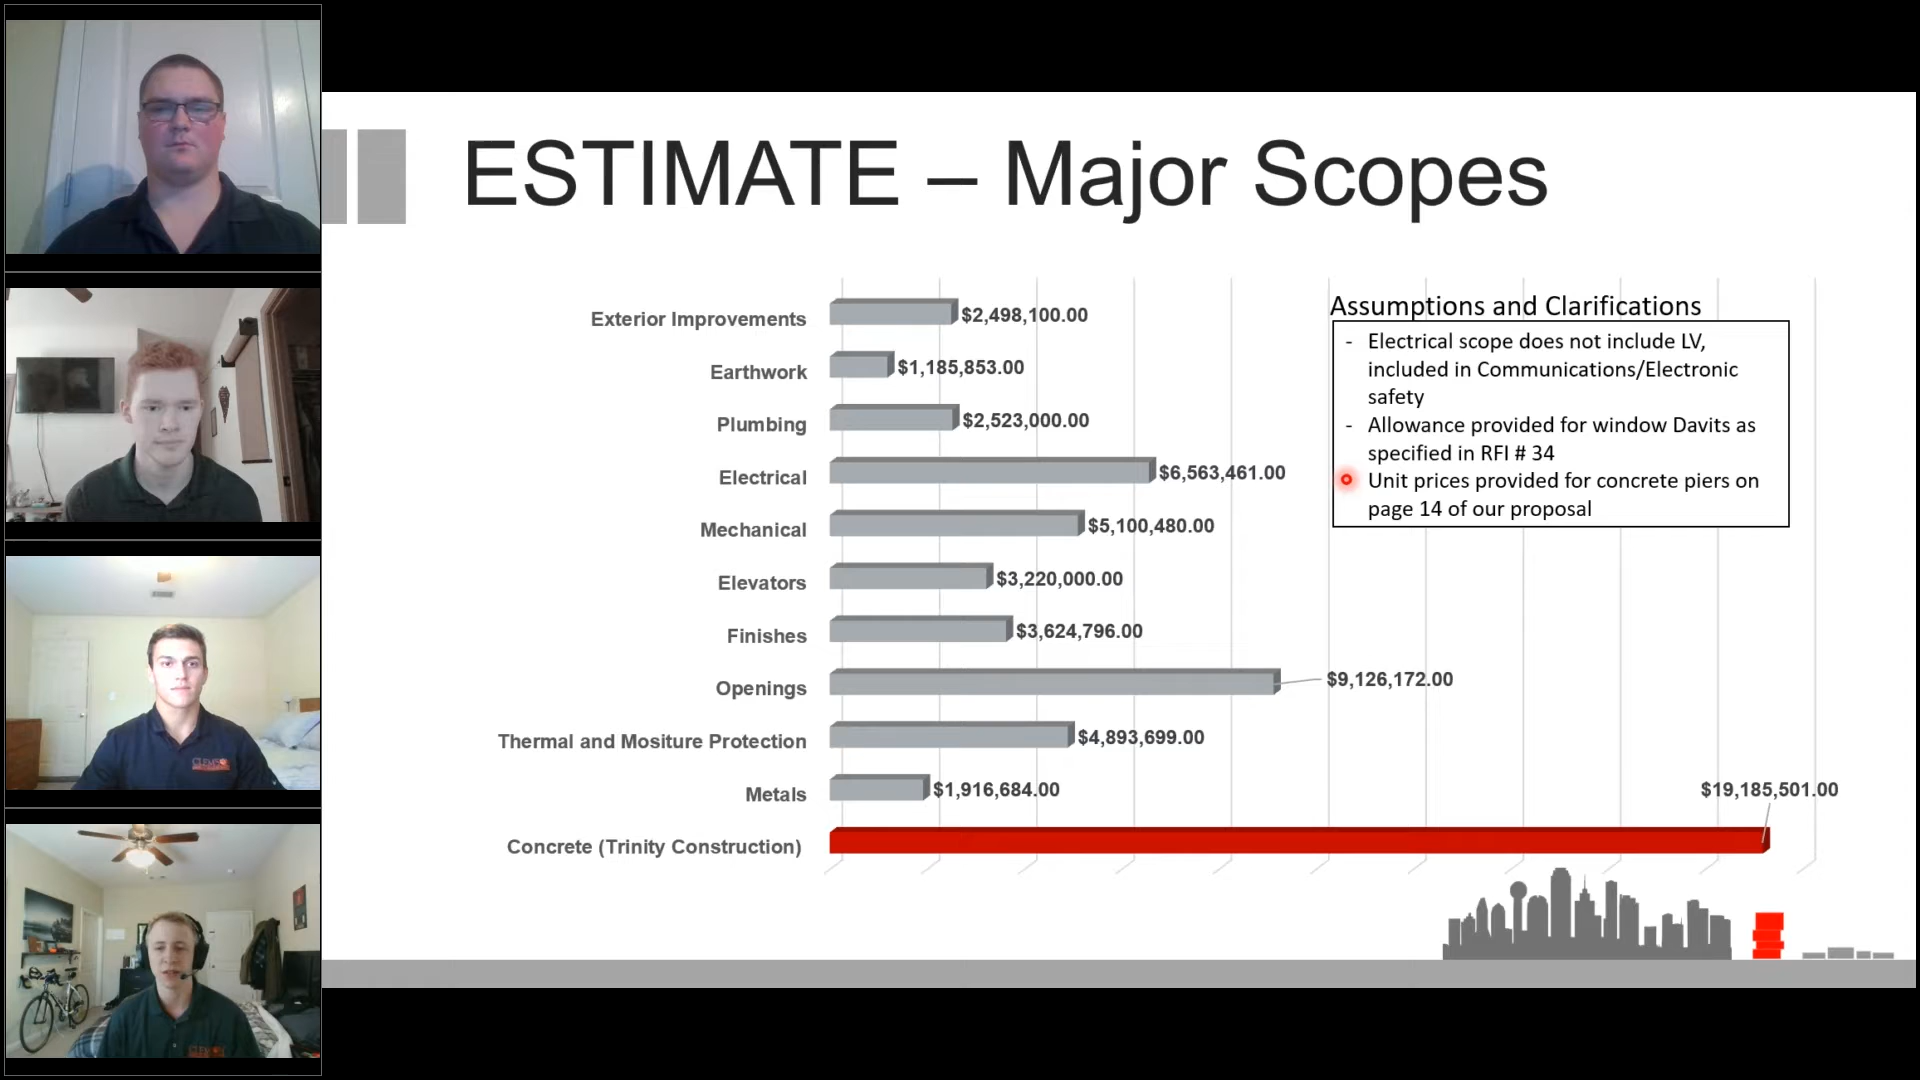 ESTIMATE – Major Scopes
Exterior Improvements
$2,498,100.00
Earthwork
$1,185,853.00
Plumbing
$2,523,000.00
Electrical
$6,563,461.00
Mechanical
$5,100,480.00
Elevators
$3,220,000.00
Finishes
$3,624,796.00
Openings
$9,126,172.00
Thermal and Mositure Protection
$4,893,699.00
Metals
$1,916,684.00
Concrete (Trinity Construction)
$19,185,501.00
Assumptions and Clarifications
- Electrical scope does not include LV,
included in Communications/Electronic
safety
- Allowance provided for window Davits as
specified in RFI # 34
Unit prices provided for concrete piers on
page 14 of our proposal